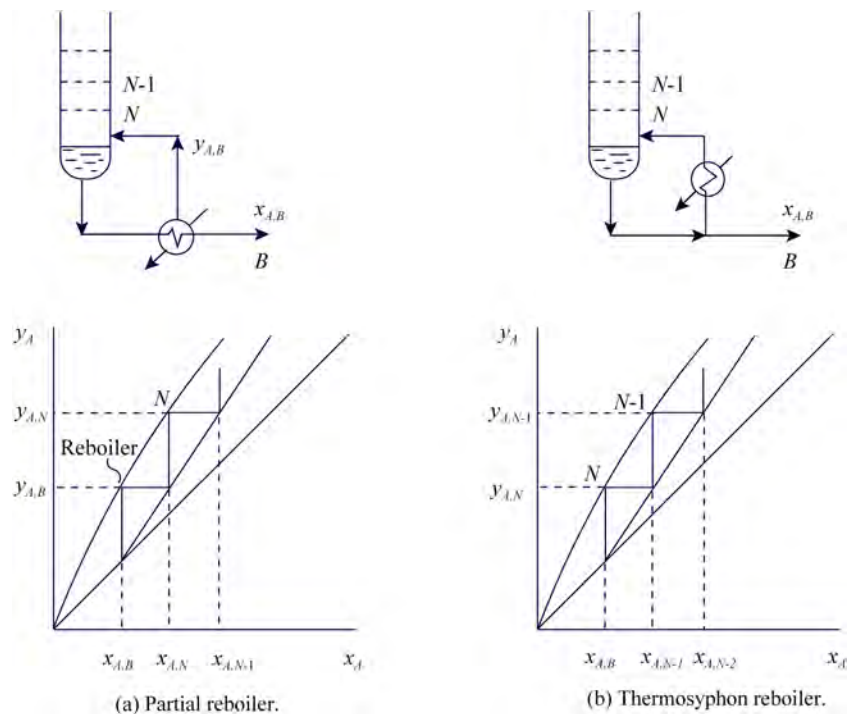 N-1
N
y_{A,B}
x_{A,B}
B
N-1
N
x_{A,B}
B
y_A
y_{A,N}
N
Reboiler
y_{A,B}
x_{A,B} x_{A,N} x_{A,N-1} x_A
(a) Partial reboiler.
y_A
y_{A,N-1}
N-1
y_{A,N}
N
x_{A,B} x_{A,N-1} x_{A,N-2} x_A
(b) Thermosyphon reboiler.